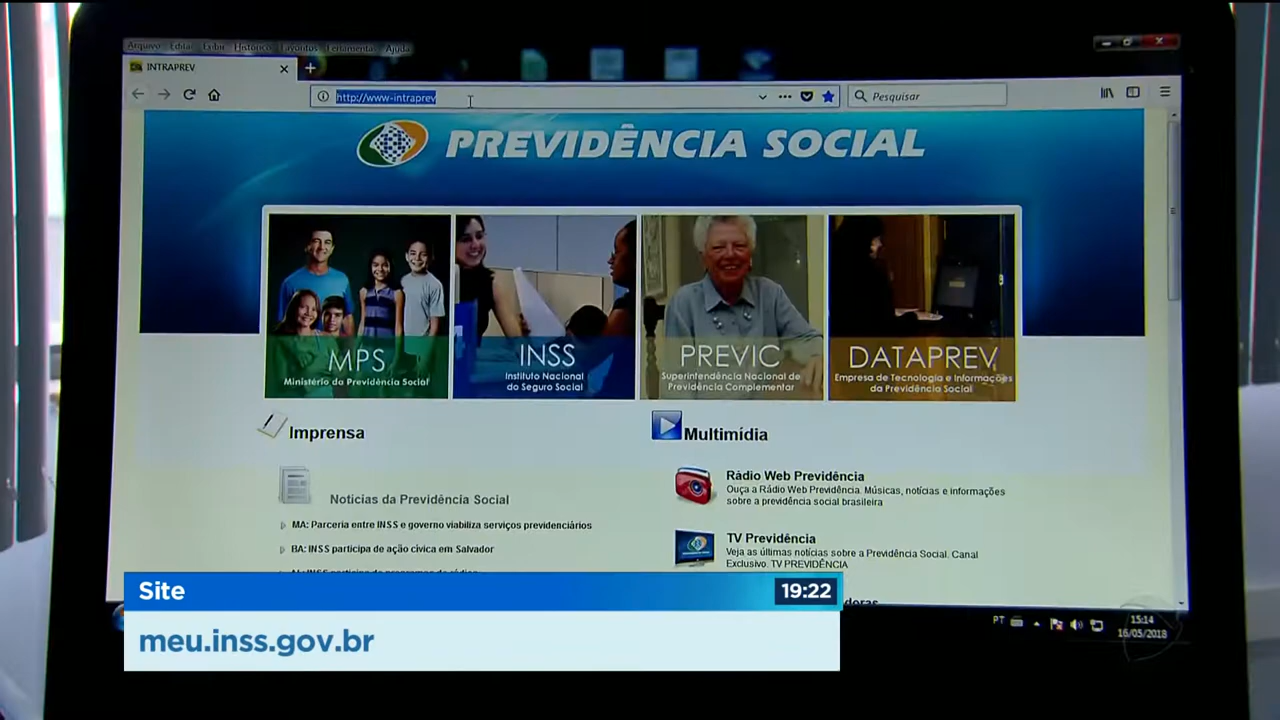 Arquivo Editar Exibir Histórico Favoritos Ferramentas Ajuda
INTRAPREV
http://www-intraprev
Pesquisar
PREVIDÊNCIA SOCIAL
MPS
Ministério da Previdência Social
INSS
Instituto Nacional
do Seguro Social
PREVIC
Superintendência Nacional de
Previdência Complementar
DATAPREV
Empresa de Tecnologia e Informações
da Previdência Social
Imprensa
Notícias da Previdência Social
MA: Parceria entre INSS e governo viabiliza serviços previdenciários
BA: INSS participa de ação cívica em Salvador
Multimídia
Rádio Web Previdência
Ouça a Rádio Web Previdência. Músicas, notícias e informações
sobre a previdência social brasileira
TV Previdência
Veja as últimas notícias sobre a Previdência Social. Canal
Exclusivo. TV PREVIDÊNCIA
Site
19:22
meu.inss.gov.br
PT
15:14
16/05/2018